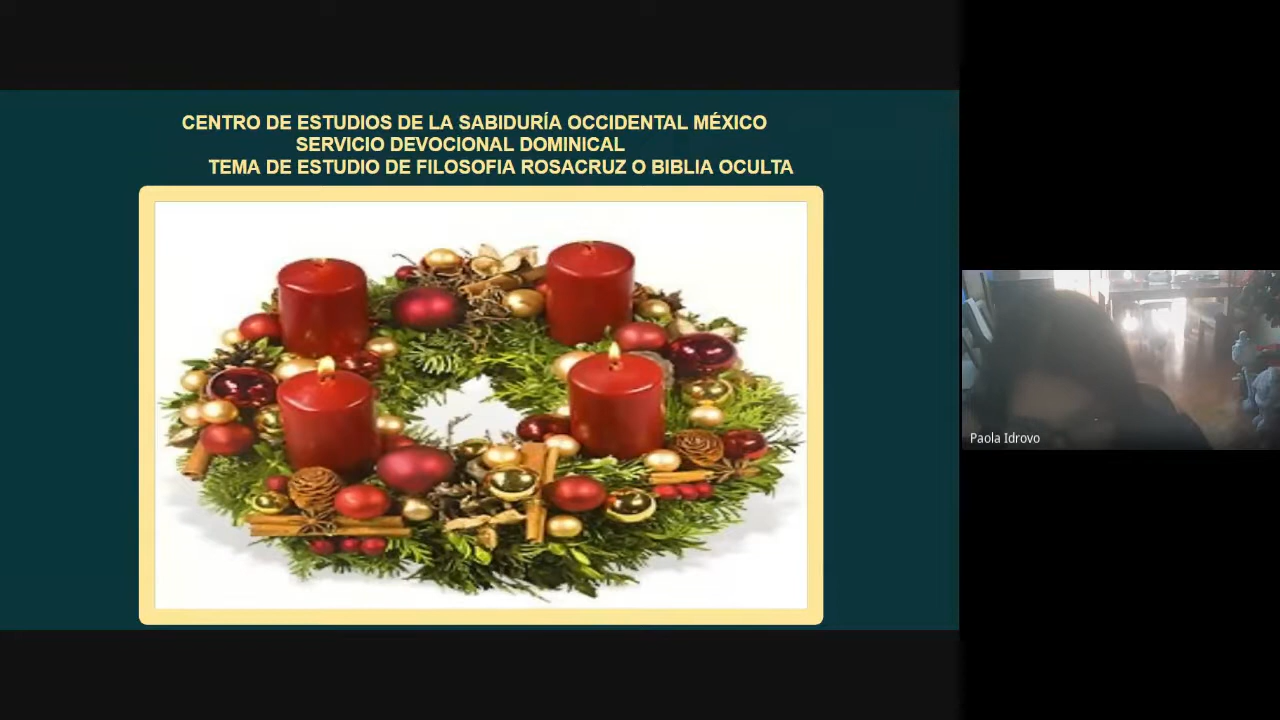 CENTRO DE ESTUDIOS DE LA SABIDURÍA OCCIDENTAL MÉXICO
SERVICIO DEVOCIONAL DOMINICAL
TEMA DE ESTUDIO DE FILOSOFIA ROSACRUZ O BIBLIA OCULTA
Paola Idrovo